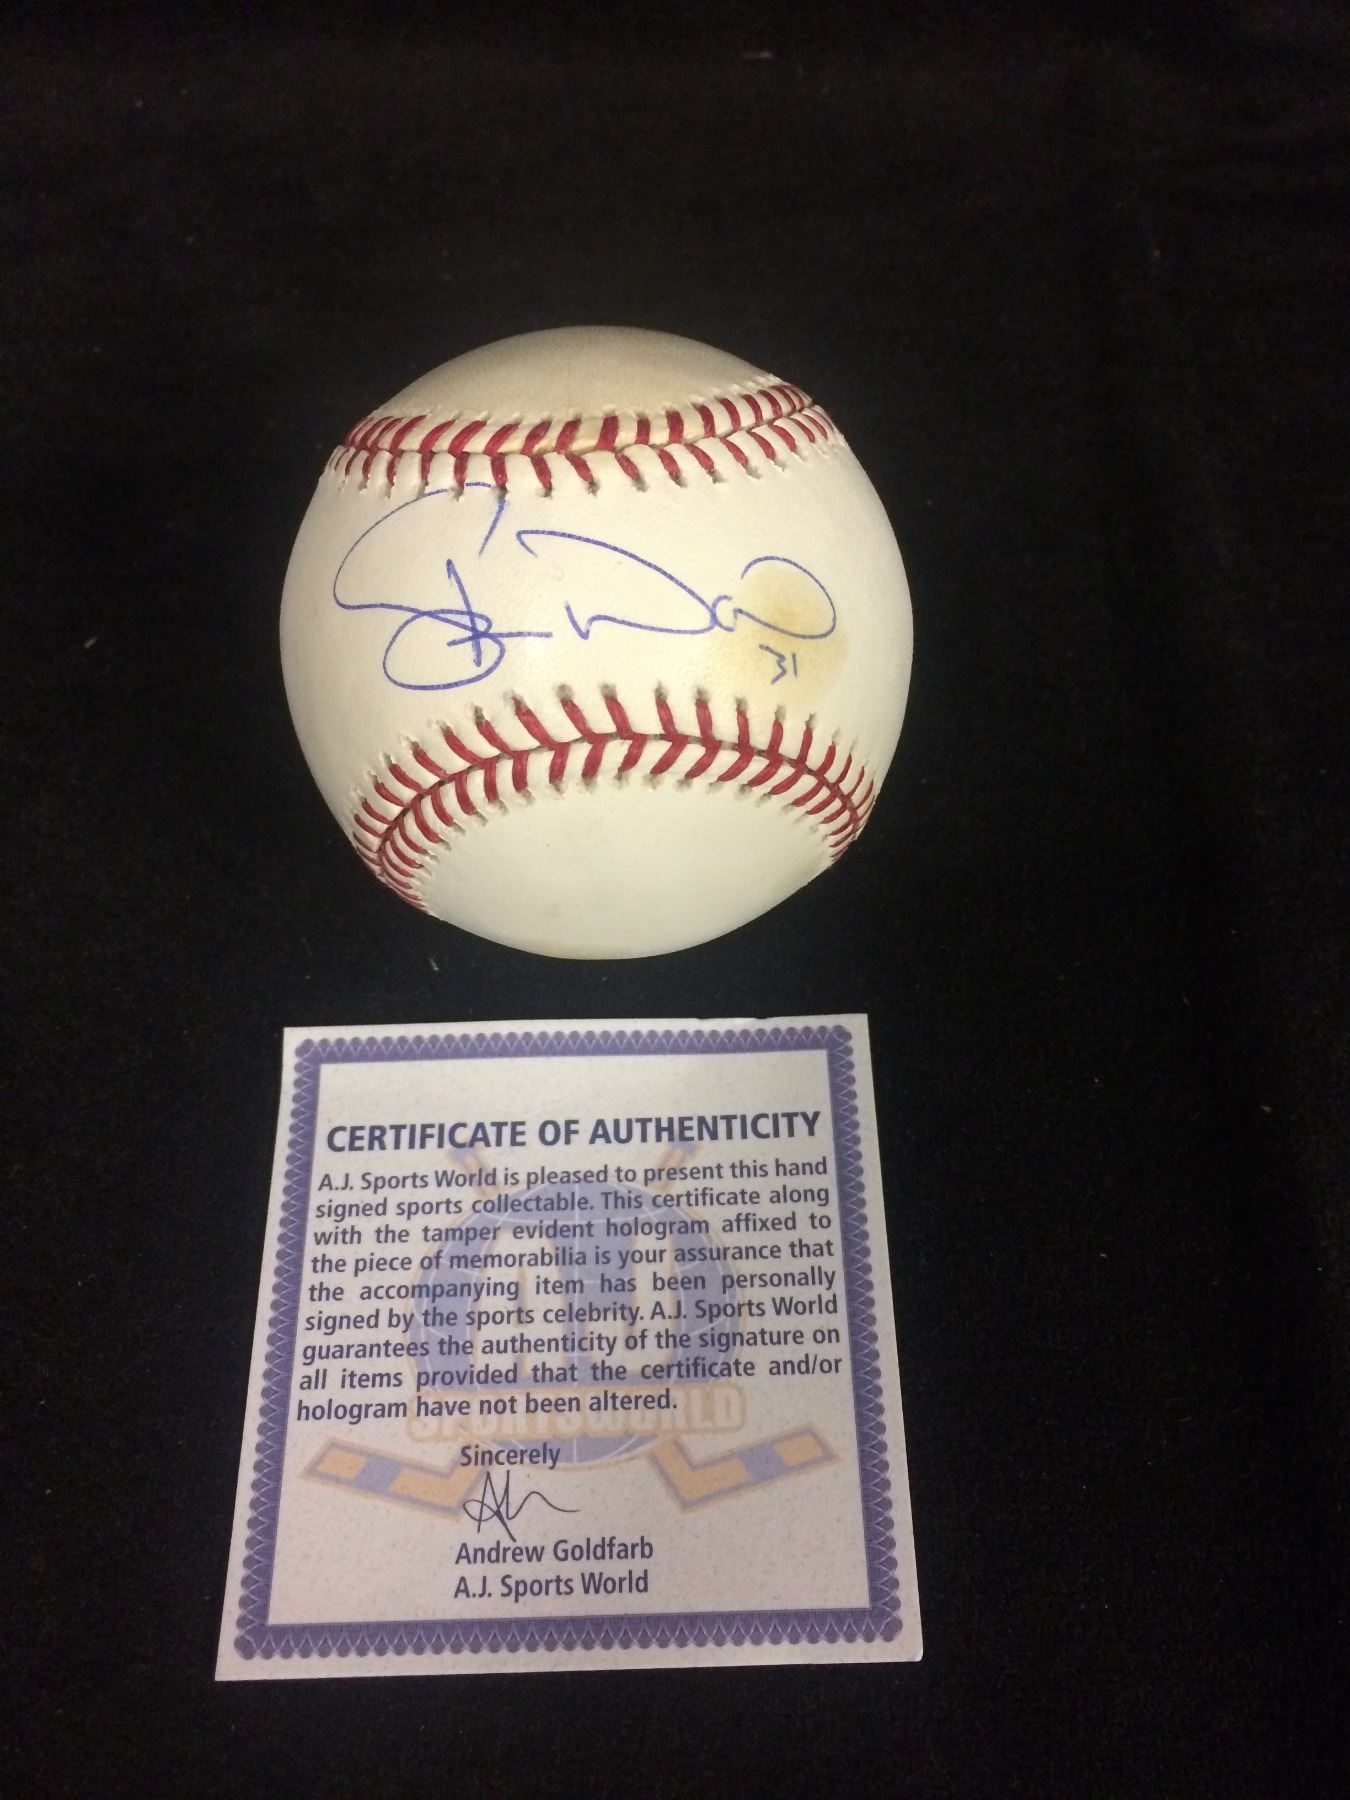 31
CERTIFICATE OF AUTHENTICITY
A.J. Sports World is pleased to present this hand
signed sports collectable. This certificate along
with the tamper evident hologram affixed to
the piece of memorabilia is your assurance that
the accompanying item has been personally
signed by the sports celebrity. A.J. Sports World
guarantees the authenticity of the signature on
all items provided that the certificate and/or
hologram have not been altered.
SPORTSWORLD
Sincerely
Andrew Goldfarb
A.J. Sports World